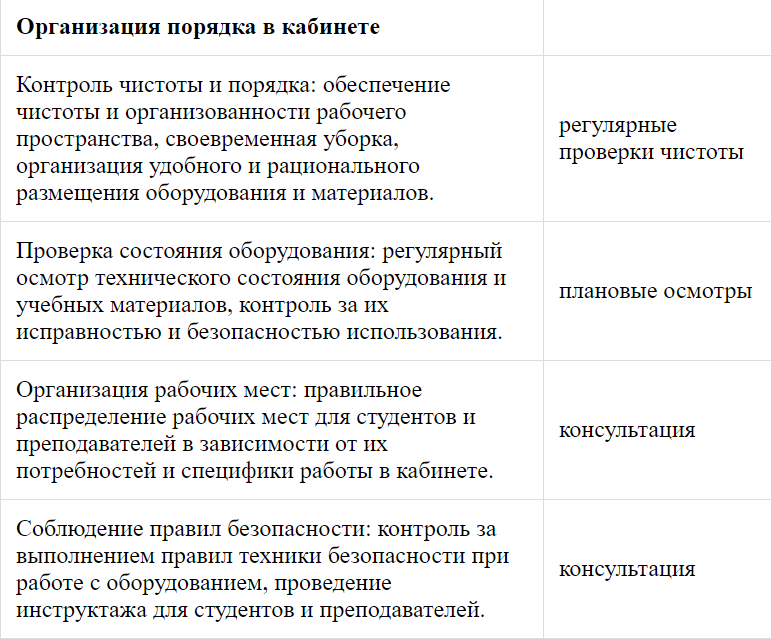 Организация порядка в кабинете
Контроль чистоты и порядка: обеспечение
чистоты и организованности рабочего
пространства, своевременная уборка,
организация удобного и рационального
размещения оборудования и материалов.
регулярные
проверки чистоты
Проверка состояния оборудования: регулярный
осмотр технического состояния оборудования и
учебных материалов, контроль за их
исправностью и безопасностью использования.
плановые осмотры
Организация рабочих мест: правильное
распределение рабочих мест для студентов и
преподавателей в зависимости от их
потребностей и специфики работы в кабинете.
консультация
Соблюдение правил безопасности: контроль за
выполнением правил техники безопасности при
работе с оборудованием, проведение
инструктажа для студентов и преподавателей.
консультация